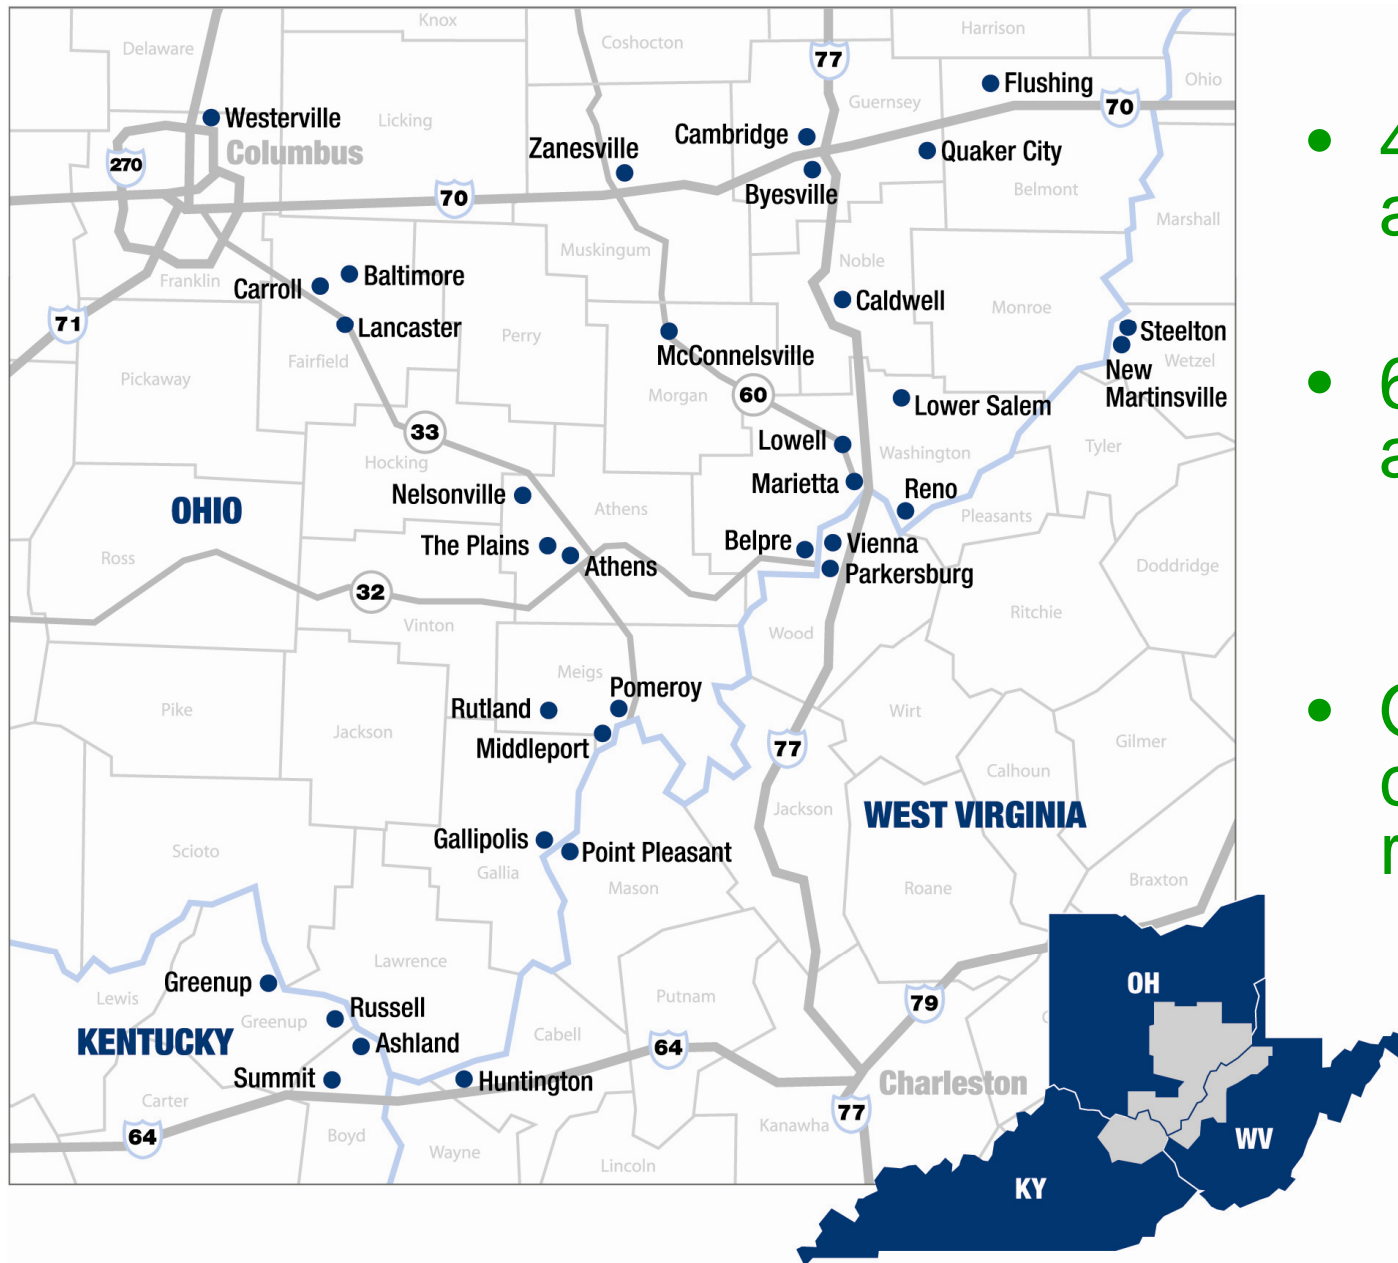 Knox
Harrison
Delaware
Coshocton
77
Ohio
Flushing
Guernsey
70
Westerville
Licking
Cambridge
Zanesville
Columbus
270
Quaker City
Byesville
Belmont
70
Marshall
Muskingum
Noble
Franklin
Baltimore
Carroll
Caldwell
Monroe
71
Lancaster
Steelton
Perry
McConnelsville
Fairfield
Wetzel
New
Martinsville
Pickaway
Morgan
60
Lower Salem
33
Lowell
Tyler
Washington
Hocking
Marietta
Reno
Nelsonville
OHIO
Athens
Pleasants
Belpre
Vienna
The Plains
Ross
Athens
Parkersburg
Doddridge
32
Ritchie
Vinton
Wood
Meigs
Pomeroy
Rutland
Pike
Wirt
Jackson
Middleport
77
Gilmer
Calhoun
Jackson
WEST VIRGINIA
Gallipolis
Scioto
Point Pleasant
Gallia
Mason
Roane
Braxton
Lawrence
Greenup
OH
Lewis
Putnam
79
Russell
Greenup
Cabell
KENTUCKY
Ashland
64
Summit
Huntington
Charleston
Carter
77
Kanawha
64
Boyd
WV
Wayne
Lincoln
KY
• 4
a
• 6
a